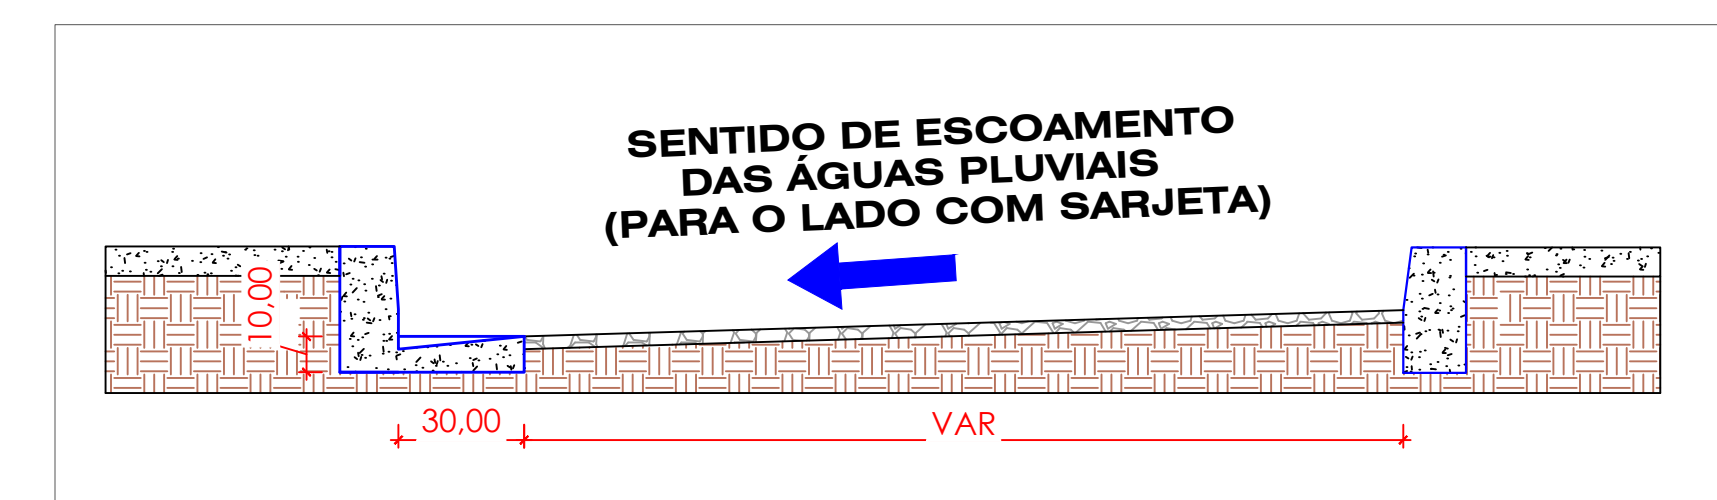 SENTIDO DE ESCOAMENTO
DAS ÁGUAS PLUVIAIS
(PARA O LADO COM SARJETA)
10,00
30,00
VAR